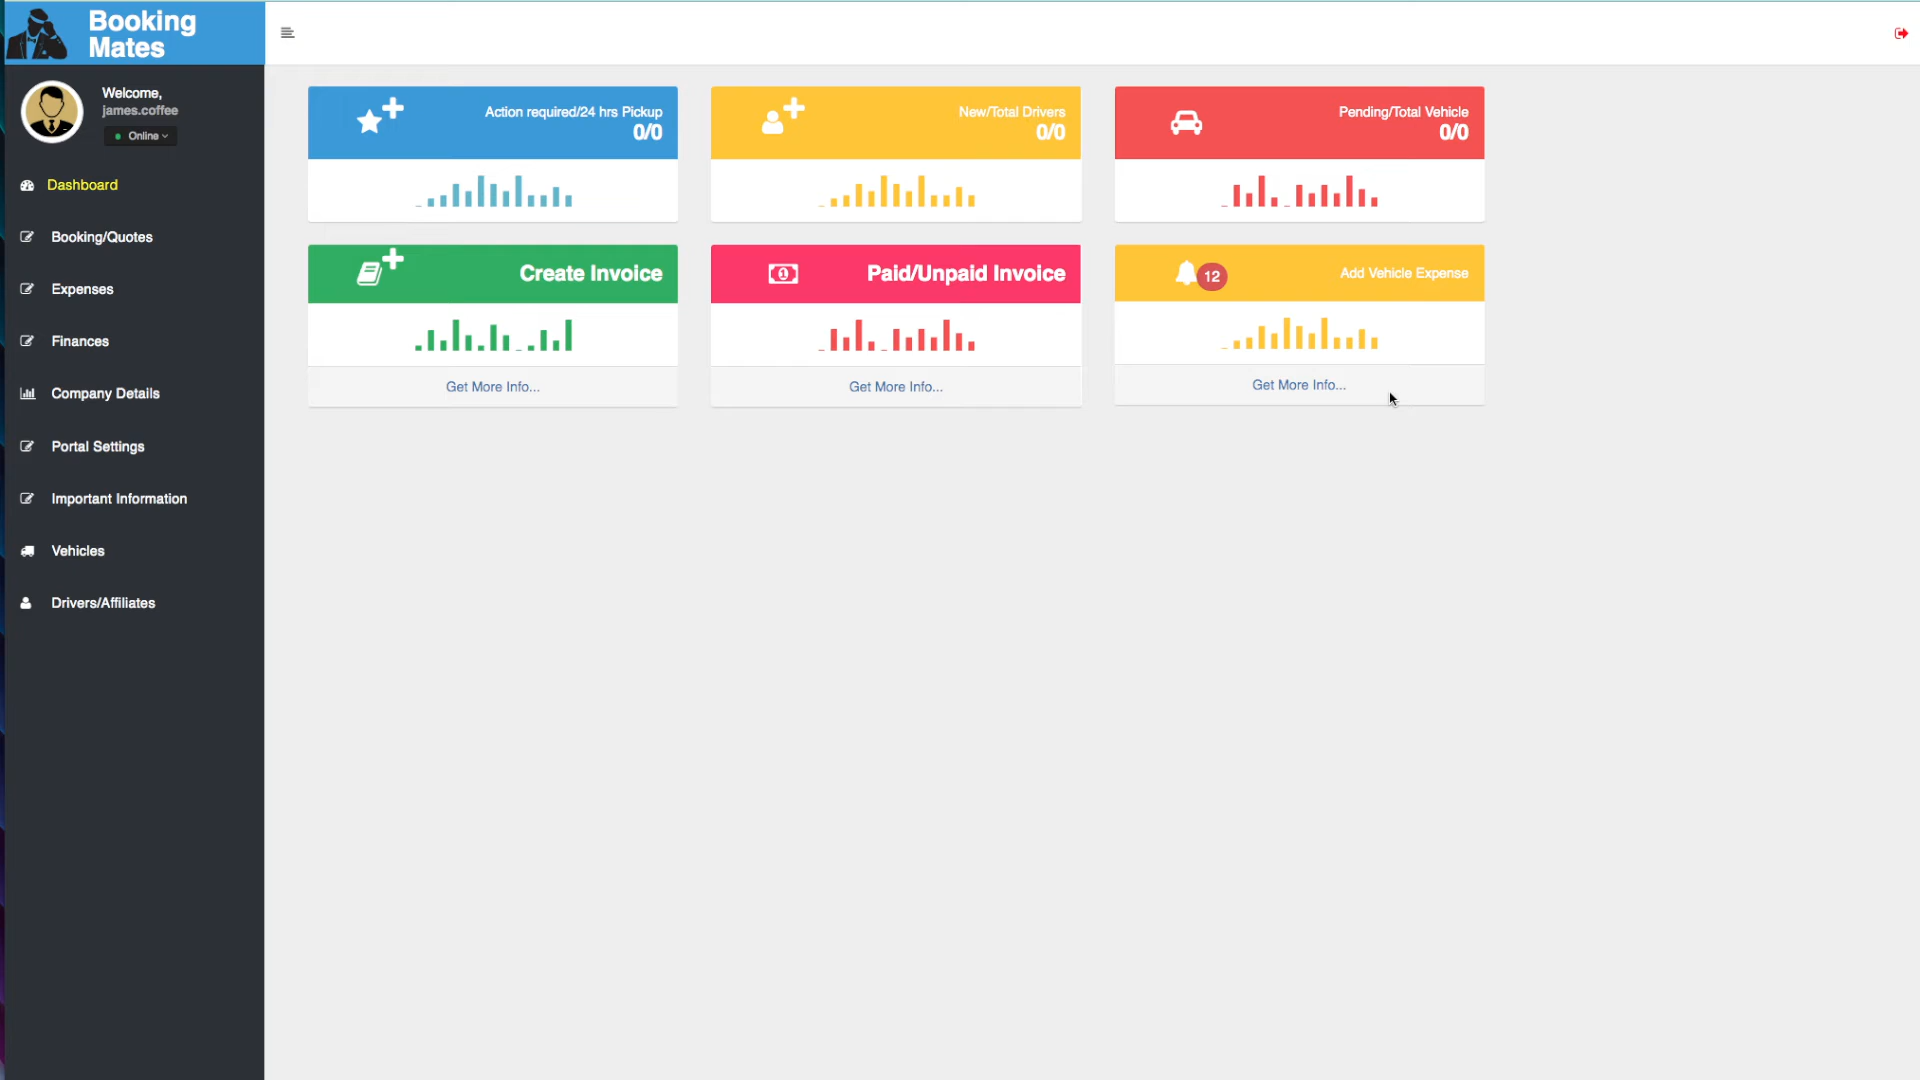 Booking
Mates
Welcome,
james.coffee
Online
Dashboard
Booking/Quotes
Expenses
Finances
Company Details
Portal Settings
Important Information
Vehicles
Drivers/Affiliates
Action required/24 hrs Pickup
0/0
New/Total Drivers
0/0
Pending/Total Vehicle
0/0
Create Invoice
Get More Info...
Paid/Unpaid Invoice
Get More Info...
12
Add Vehicle Expense
Get More Info...